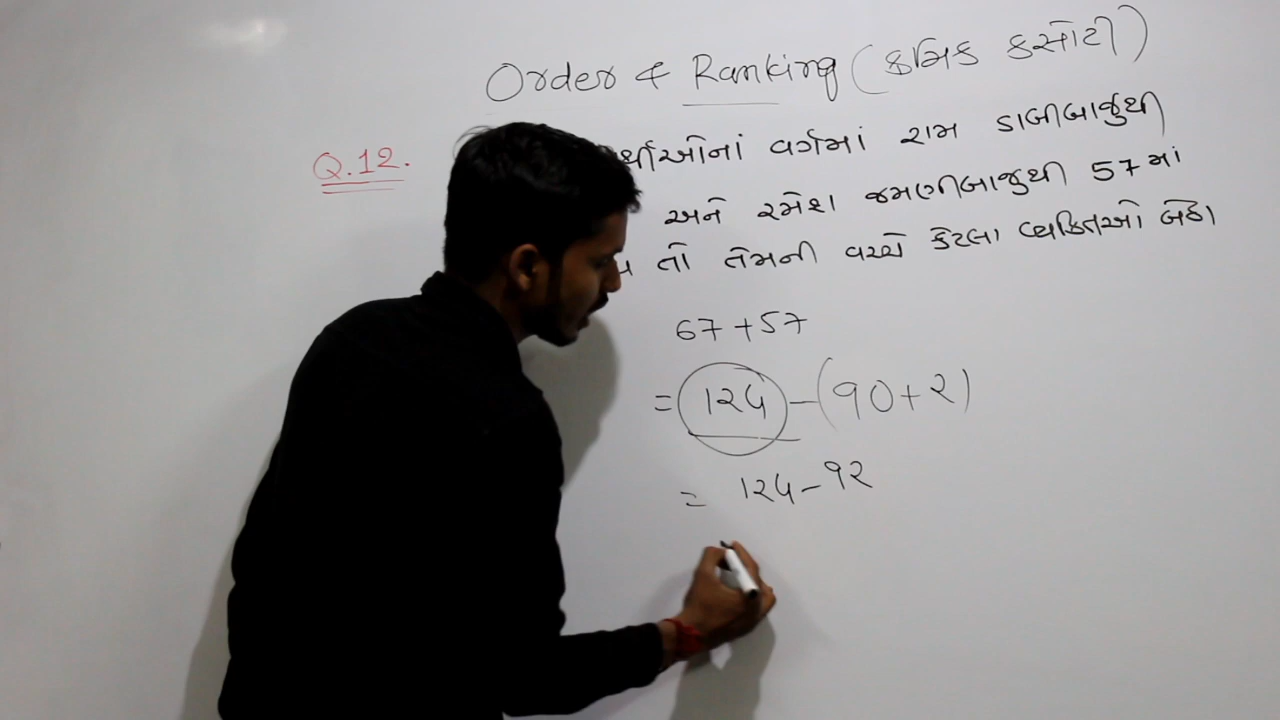 Order & Ranking (ક્રમિક કસોટી)
Q.12.
વર્ગમાં રામ ડાબીબાજુથી
અને રમેશ જમણીબાજુથી 57માં
તો તેમની વચ્ચે કેટલા વ્યક્તિઓ બેઠા
67+57
= 124 - (90+2)
= 124-92